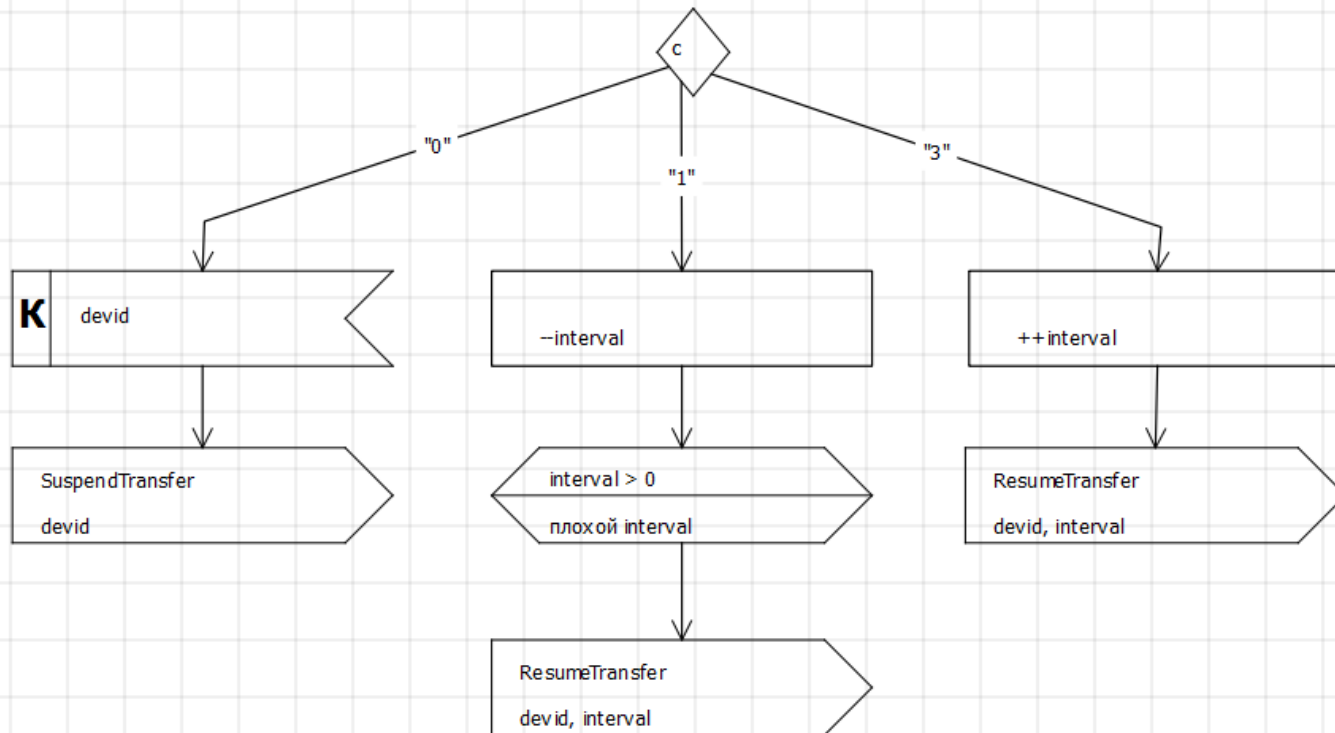 c
"0"
"1"
"3"
K
devid
--interval
++interval
SuspendTransfer
devid
interval > 0
плохой interval
ResumeTransfer
devid, interval
ResumeTransfer
devid, interval